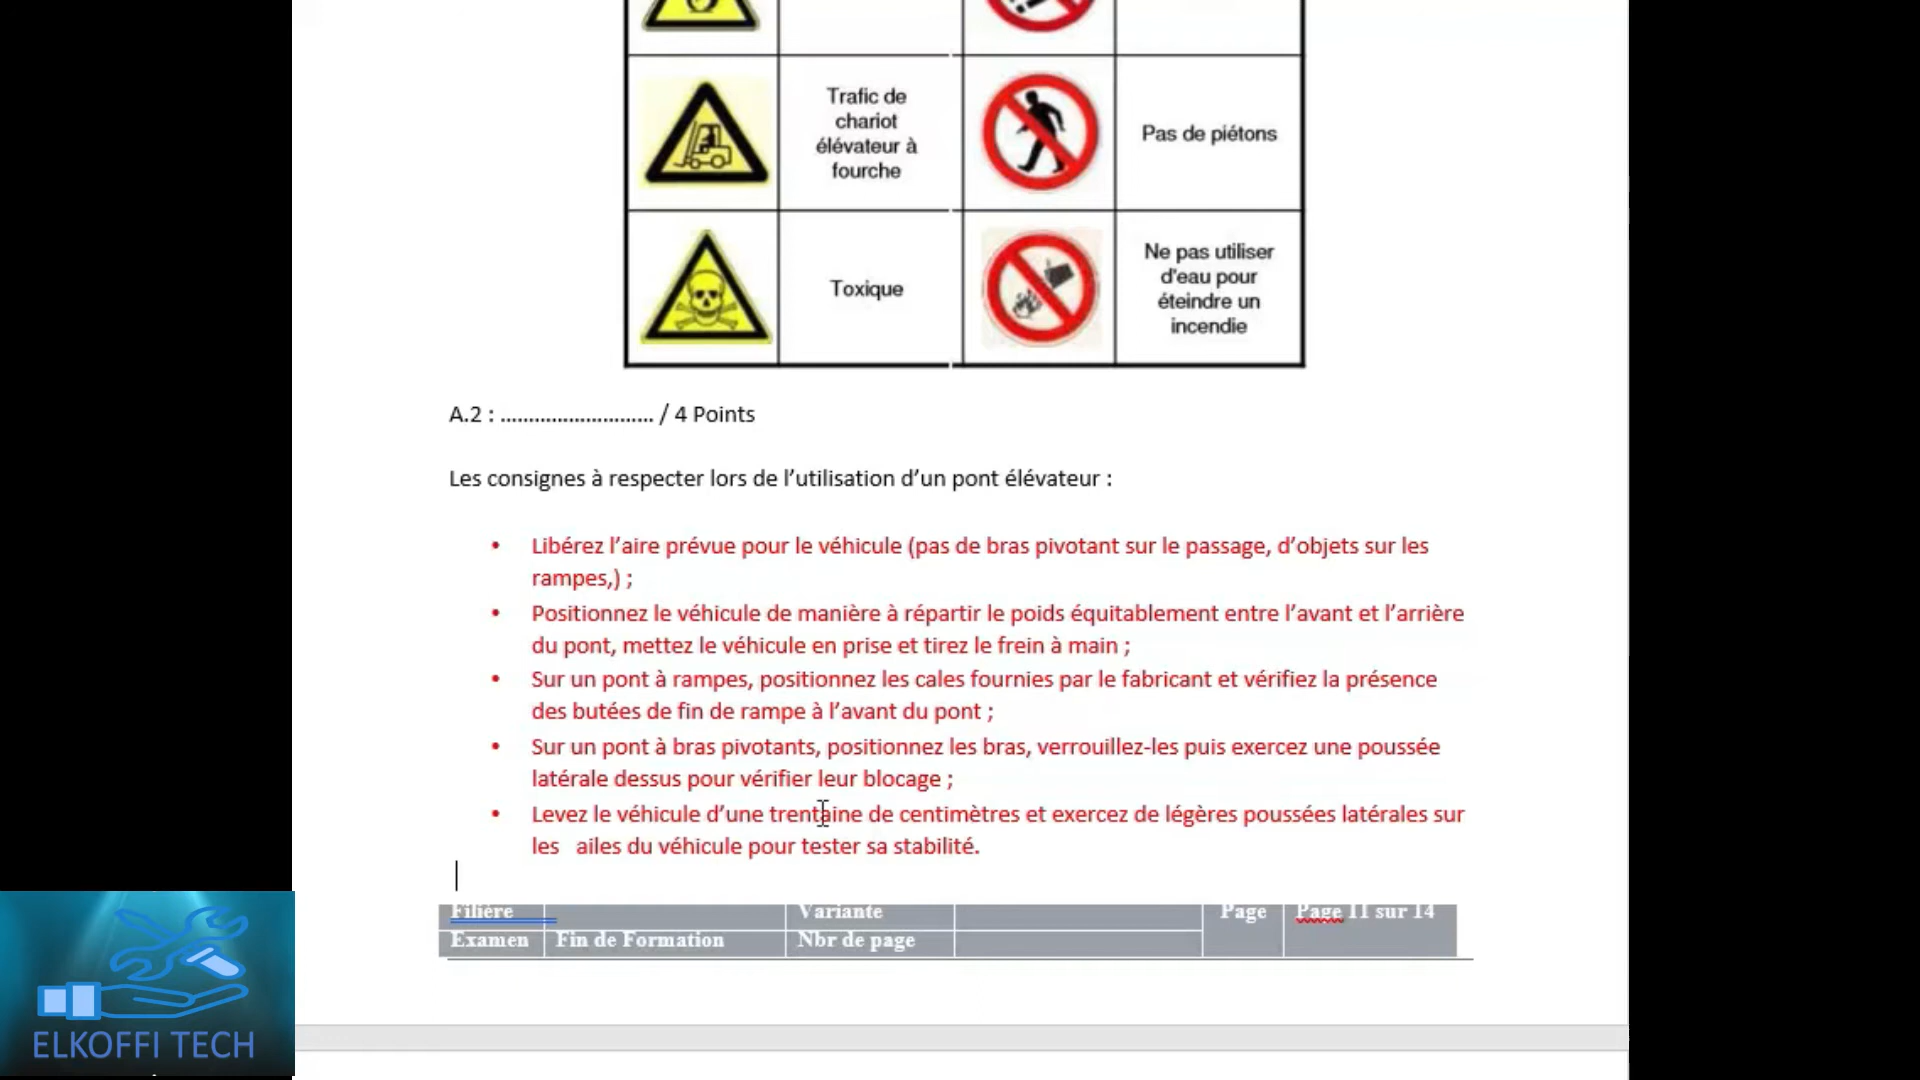 Trafic de
chariot
élévateur à
fourche
Pas de piétons
Toxique
Ne pas utiliser
d'eau pour
éteindre un
incendie
A.2 : ........................... / 4 Points
Les consignes à respecter lors de l’utilisation d’un pont élévateur :
• Libérez l’aire prévue pour le véhicule (pas de bras pivotant sur le passage, d’objets sur les
rampes,) ;
• Positionnez le véhicule de manière à répartir le poids équitablement entre l’avant et l’arrière
du pont, mettez le véhicule en prise et tirez le frein à main ;
• Sur un pont à rampes, positionnez les cales fournies par le fabricant et vérifiez la présence
des butées de fin de rampe à l’avant du pont ;
• Sur un pont à bras pivotants, positionnez les bras, verrouillez-les puis exercez une poussée
latérale dessus pour vérifier leur blocage ;
• Levez le véhicule d’une trentaine de centimètres et exercez de légères poussées latérales sur
les ailes du véhicule pour tester sa stabilité.
Filière Variante Page Page 11 sur 14
Examen Fin de Formation Nbr de page
ELKOFFI TECH